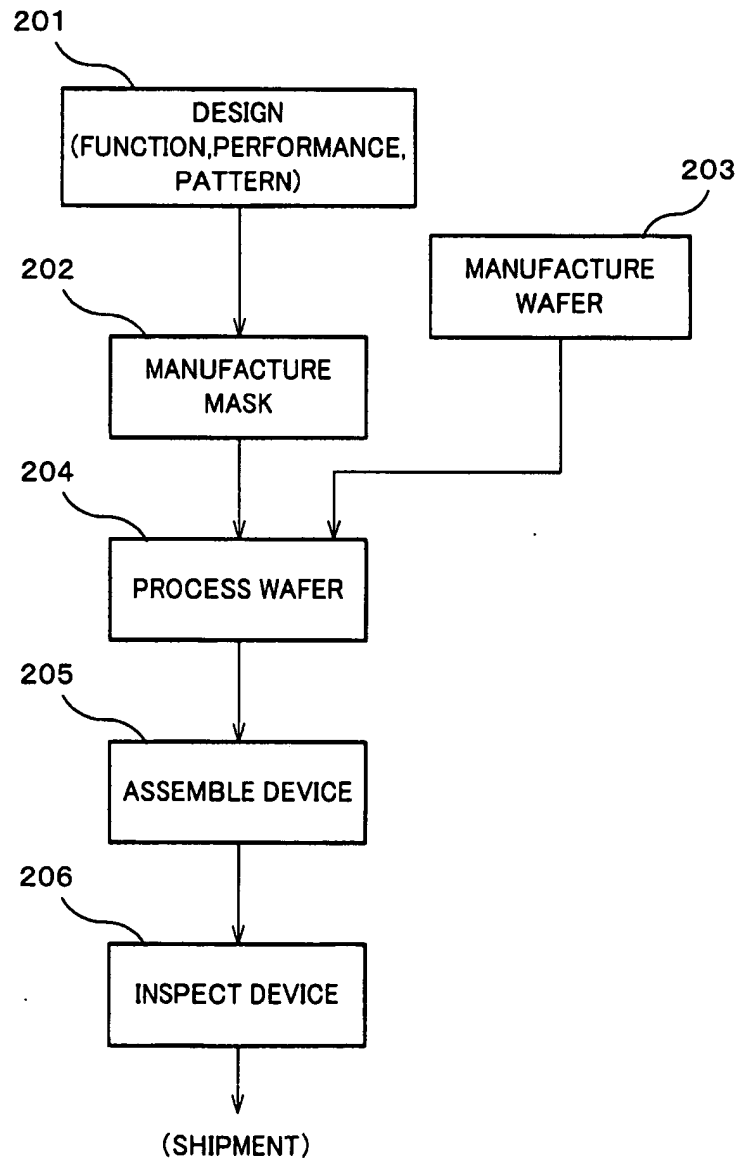 201
DESIGN
(FUNCTION,PERFORMANCE,
PATTERN)
203
MANUFACTURE
WAFER
202
MANUFACTURE
MASK
204
PROCESS WAFER
205
ASSEMBLE DEVICE
206
INSPECT DEVICE
(SHIPMENT)